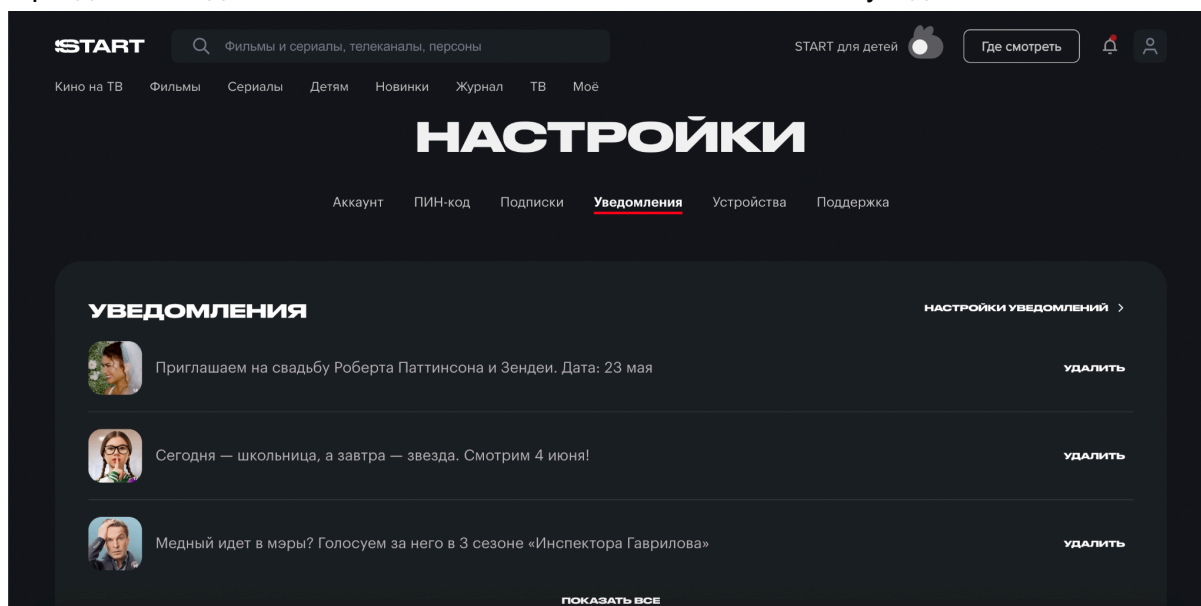 START
Фильмы и сериалы, телеканалы, персоны
START для детей
Где смотреть
Кино на ТВ Фильмы Сериалы Детям Новинки Журнал ТВ Моё
НАСТРОЙКИ
Аккаунт ПИН-код Подписки Уведомления Устройства Поддержка
УВЕДОМЛЕНИЯ
НАСТРОЙКИ УВЕДОМЛЕНИЙ >
Приглашаем на свадьбу Роберта Паттинсона и Зендеи. Дата: 23 мая
УДАЛИТЬ
Сегодня — школьница, а завтра — звезда. Смотрим 4 июня!
УДАЛИТЬ
Медный идет в мэры? Голосуем за него в 3 сезоне «Инспектора Гаврилова»
УДАЛИТЬ
ПОКАЗАТЬ ВСЕ